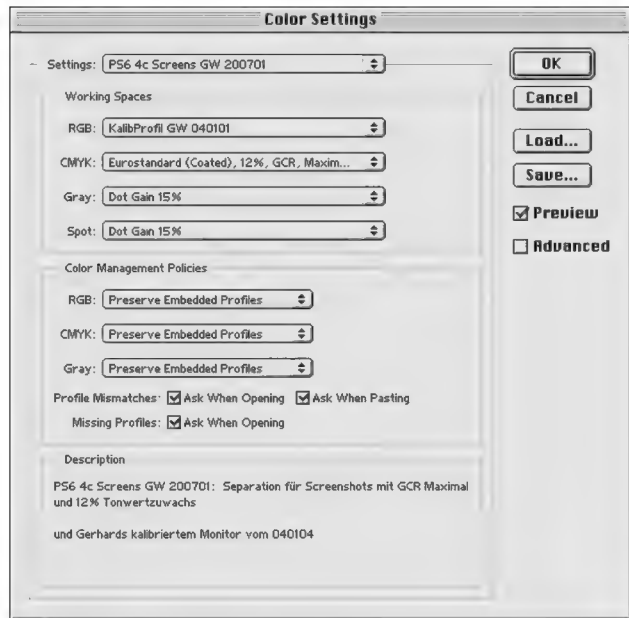 Color Settings
Settings: PS6 4c Screens GW 200701
Working Spaces
RGB: KalibProfil GW 040101
CMYK: Eurostandard (Coated), 12%, GCR, Maxim...
Gray: Dot Gain 15%
Spot: Dot Gain 15%
Color Management Policies
RGB: Preserve Embedded Profiles
CMYK: Preserve Embedded Profiles
Gray: Preserve Embedded Profiles
Profile Mismatches: Ask When Opening Ask When Pasting
Missing Profiles: Ask When Opening
Description
PS6 4c Screens GW 200701: Separation für Screenshots mit GCR Maximal
und 12% Tonwertzuwachs
und Gerhards kalibriertem Monitor vom 040104
OK
Cancel
Load...
Save...
Preview
Advanced